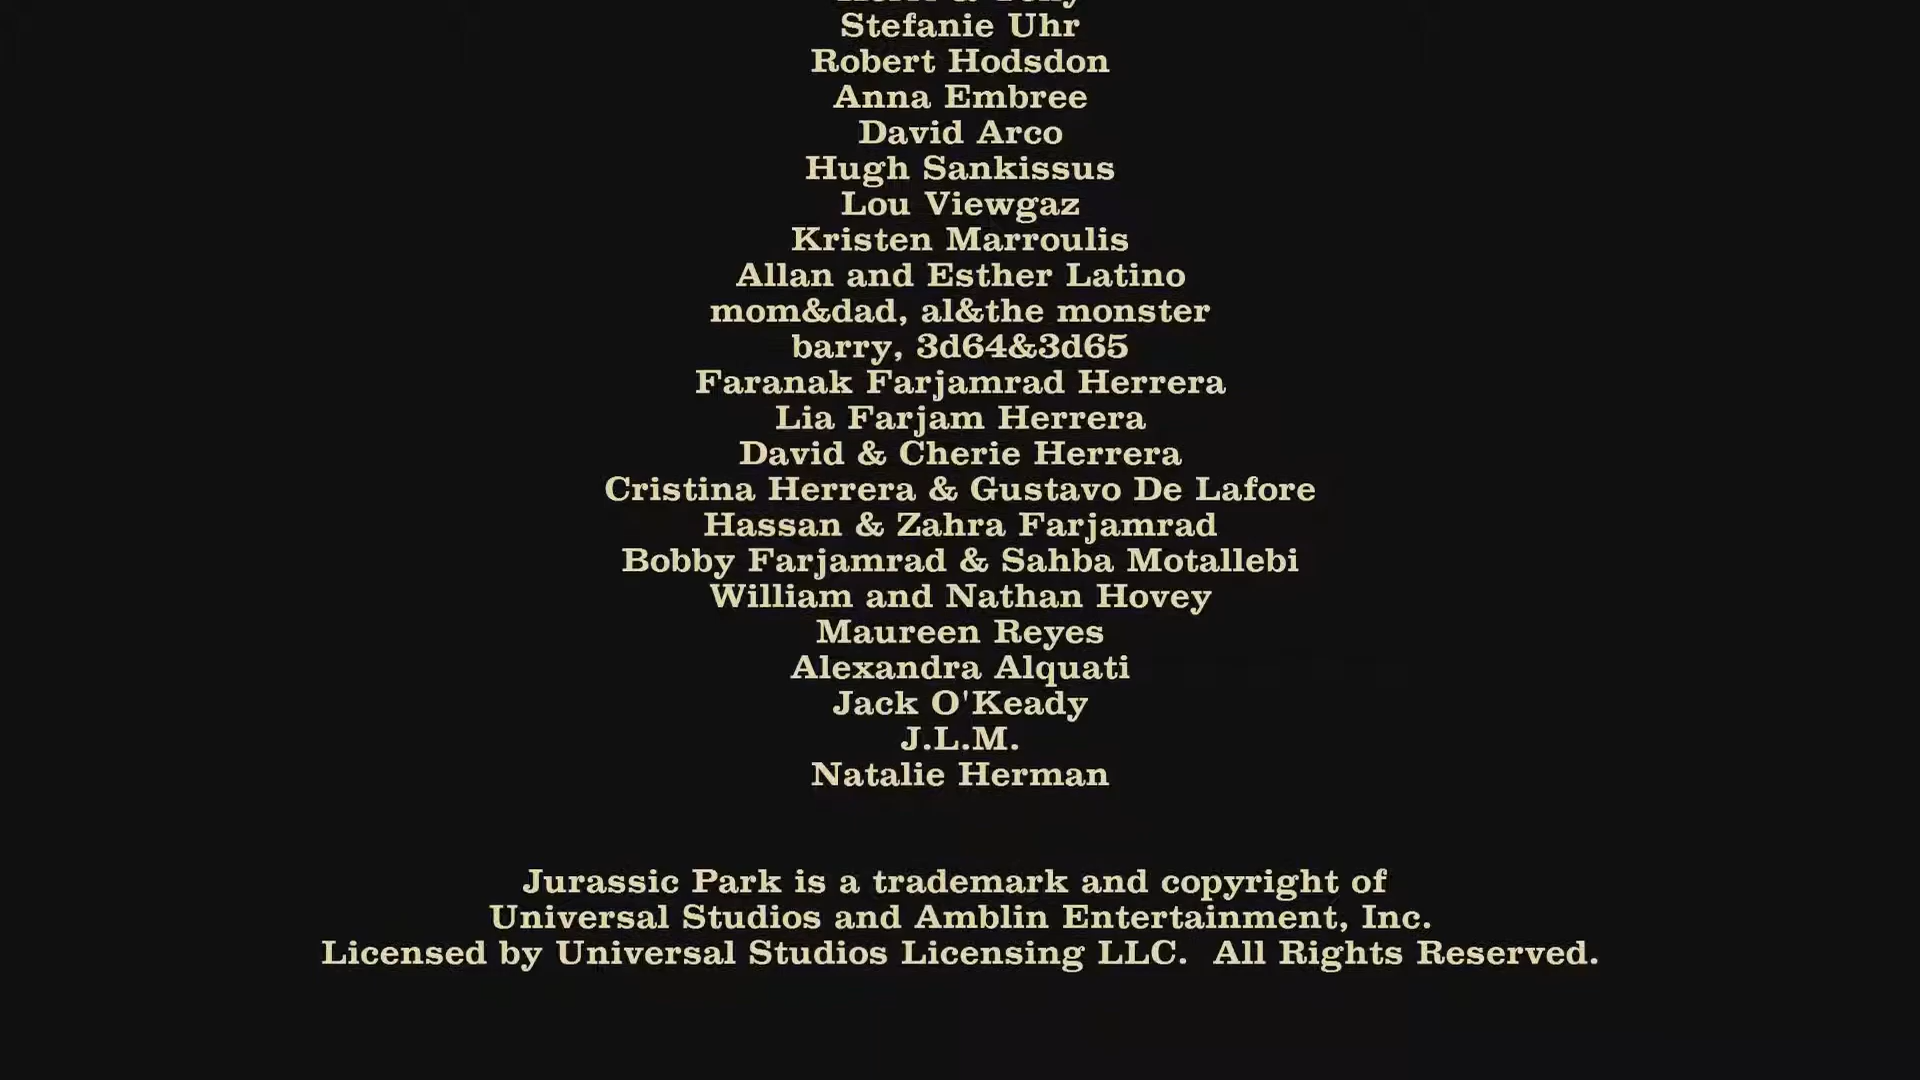 Stefanie Uhr
Robert Hodsdon
Anna Embree
David Arco
Hugh Sankissus
Lou Viewgaz
Kristen Marroulis
Allan and Esther Latino
mom&dad, al&the monster
barry, 3d64&3d65
Faranak Farjamrad Herrera
Lia Farjam Herrera
David & Cherie Herrera
Cristina Herrera & Gustavo De Lafore
Hassan & Zahra Farjamrad
Bobby Farjamrad & Sahba Motallebi
William and Nathan Hovey
Maureen Reyes
Alexandra Alquati
Jack O'Keady
J.L.M.
Natalie Herman
Jurassic Park is a trademark and copyright of
Universal Studios and Amblin Entertainment, Inc.
Licensed by Universal Studios Licensing LLC.  All Rights Reserved.